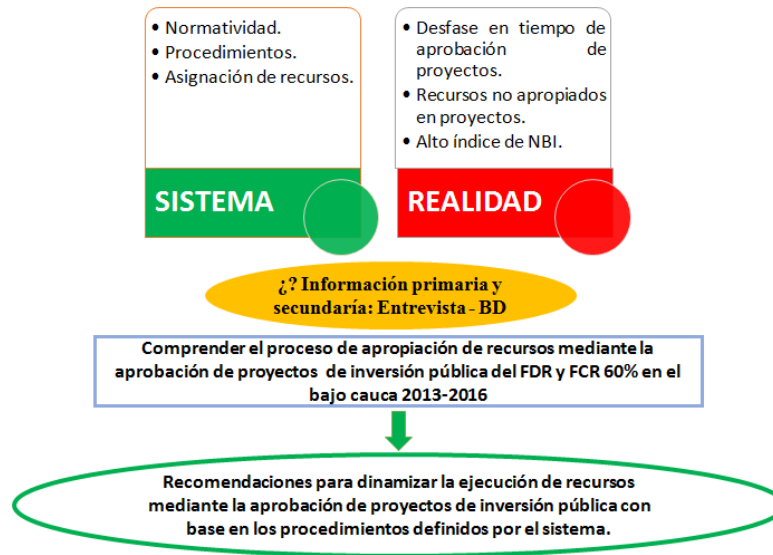 • Normatividad.
• Procedimientos.
• Asignación de recursos.
SISTEMA
• Desfase en tiempo de
aprobación de
proyectos.
• Recursos no apropiados
en proyectos.
• Alto índice de NBI.
REALIDAD
¿? Información primaria y
secundaría: Entrevista - BD
Comprender el proceso de apropiación de recursos mediante la
aprobación de proyectos de inversión pública del FDR y FCR 60% en el
bajo cauca 2013-2016
Recomendaciones para dinamizar la ejecución de recursos
mediante la aprobación de proyectos de inversión pública con
base en los procedimientos definidos por el sistema.